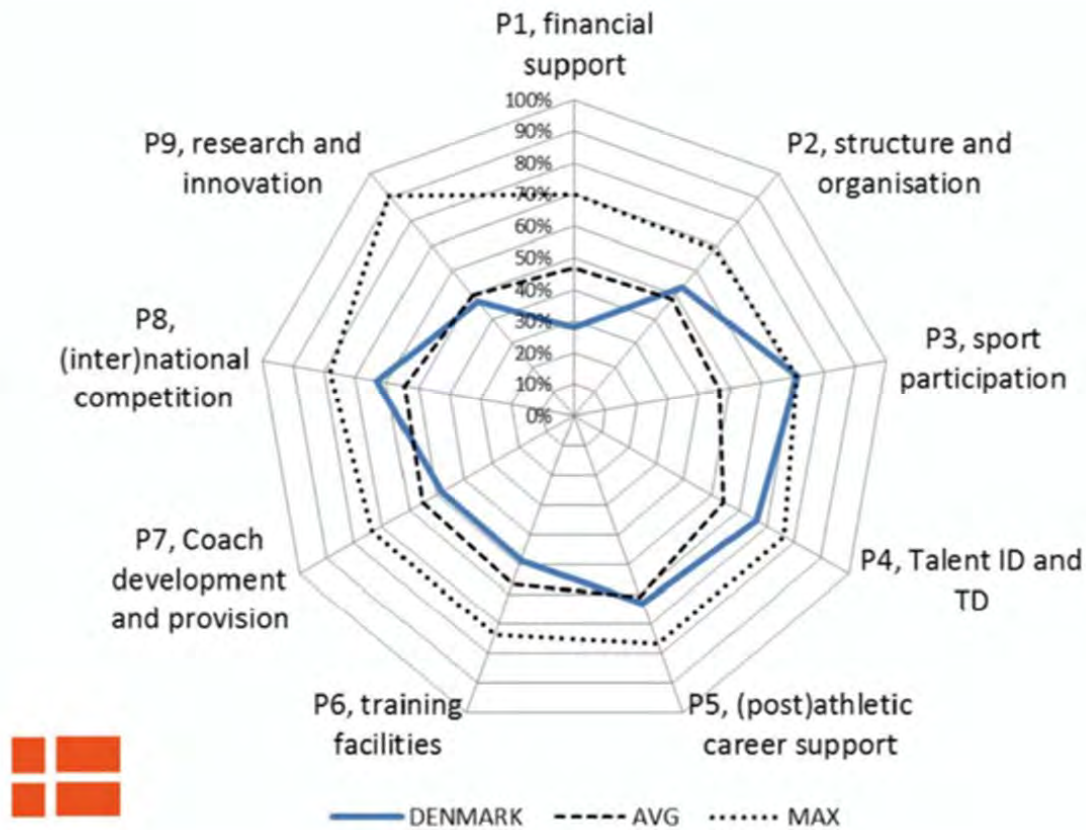 P1, financial
support
100%
90%
80%
70%
60%
50%
40%
30%
20%
10%
0%
P2, structure and
organisation
P3, sport
participation
P4, Talent ID and
TD
P5, (post)athletic
career support
P6, training
facilities
P7, Coach
development
and provision
P8,
(inter)national
competition
P9, research and
innovation
DENMARK
AVG
MAX